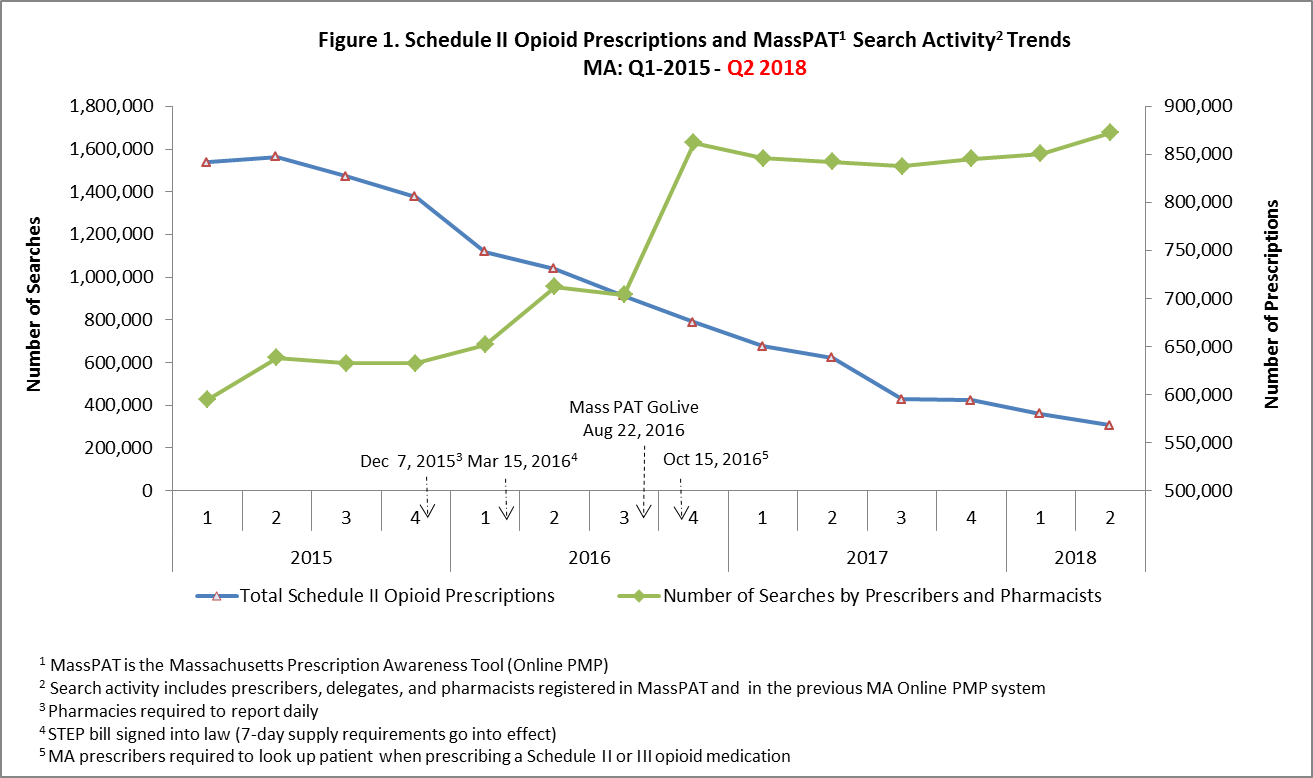 Figure 1. Schedule II Opioid Prescriptions and MassPAT¹ Search Activity² Trends
MA: Q1-2015 - Q2 2018
Number of Searches
1,800,000
1,600,000
1,400,000
1,200,000
1,000,000
800,000
600,000
400,000
200,000
0
900,000
850,000
800,000
750,000
700,000
650,000
600,000
550,000
500,000
Number of Prescriptions
Mass PAT GoLive
Aug 22, 2016
Dec 7, 2015³ Mar 15, 2016⁴
Oct 15, 2016⁵
1 2 3 4 1 2 3 4 1 2 3 4 1 2
2015 2016 2017 2018
Total Schedule II Opioid Prescriptions
Number of Searches by Prescribers and Pharmacists
¹ MassPAT is the Massachusetts Prescription Awareness Tool (Online PMP)
² Search activity includes prescribers, delegates, and pharmacists registered in MassPAT and in the previous MA Online PMP system
³ Pharmacies required to report daily
⁴ STEP bill signed into law (7-day supply requirements go into effect)
⁵ MA prescribers required to look up patient when prescribing a Schedule II or III opioid medication